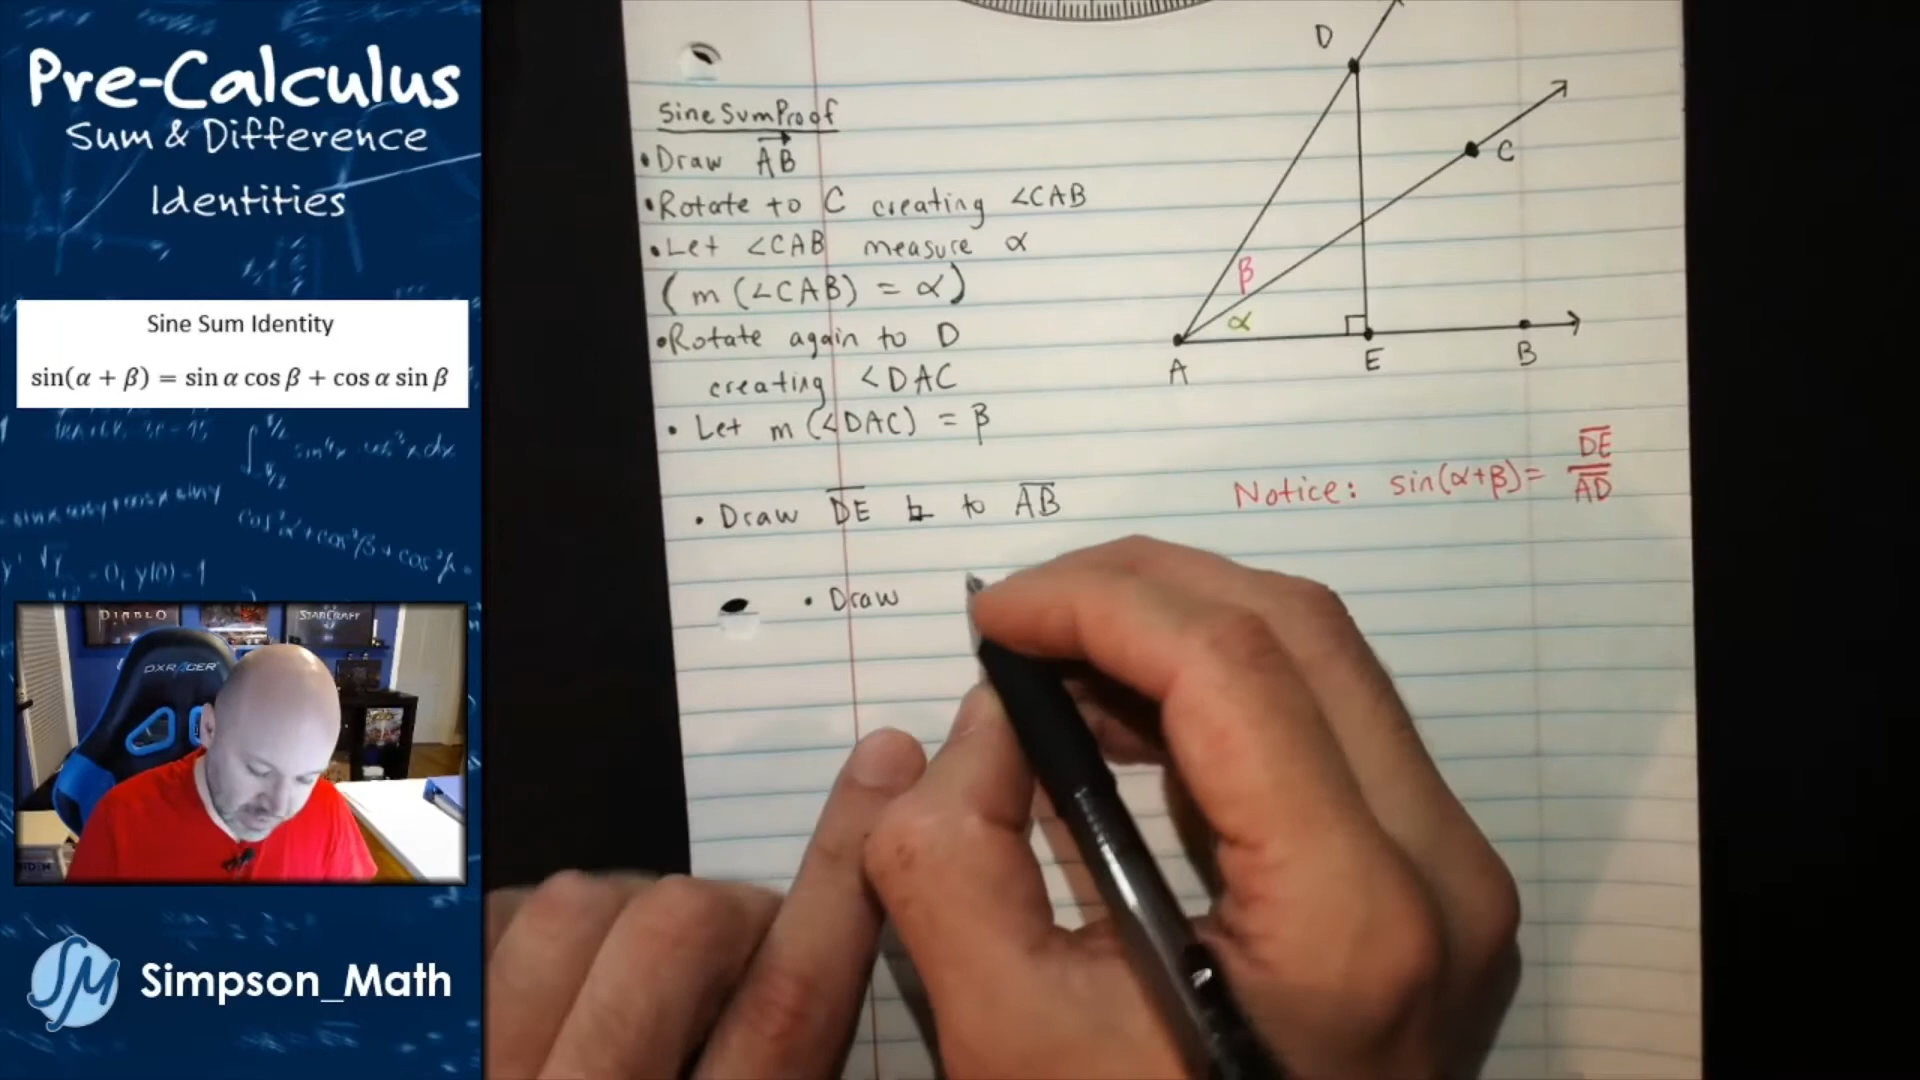 Pre-Calculus
Sum & Difference
Identities
Sine Sum Identity
sin(α + β) = sin α cos β + cos α sin β
DIABLO
STARCRAFT
DXRACER
Simpson_Math
Sine Sum Proof
• Draw AB
• Rotate to C creating ∠CAB
• Let ∠CAB measure α
( m (∠CAB) = α )
• Rotate again to D
creating ∠DAC
• Let m (∠DAC) = β
• Draw DE ⊾ to AB
• Draw
D
C
β
α
A
E
B
Notice: sin(α+β) = DE/AD